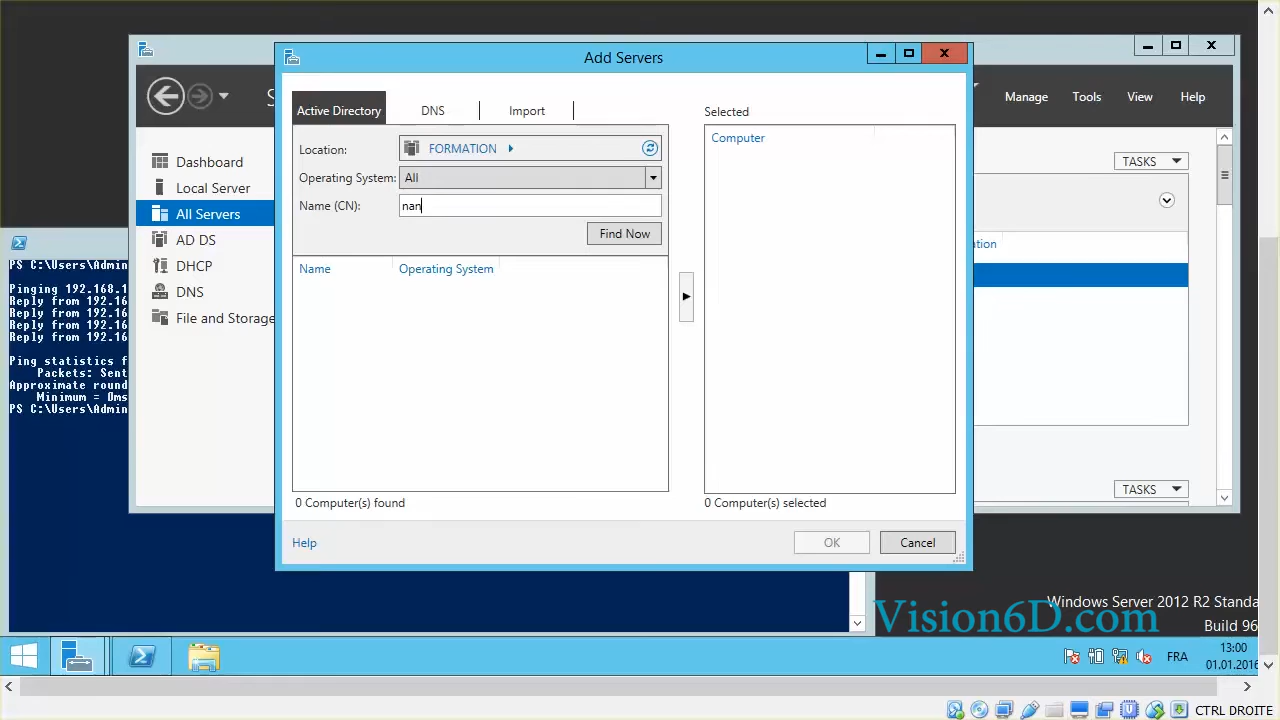 Add Servers
Manage Tools View Help
Active Directory DNS Import
Selected
Location: FORMATION
Computer
Operating System: All
Name (CN): nan
Find Now
Name Operating System
0 Computer(s) found
0 Computer(s) selected
Help OK Cancel
Dashboard
Local Server
All Servers
AD DS
DHCP
DNS
File and Storage
TASKS
TASKS
PS C:\Users\Admin
Pinging 192.168.1
Reply from 192.16
Reply from 192.16
Reply from 192.16
Reply from 192.16
Ping statistics f
Packets: Sent
Approximate round
Minimum = 0ms
PS C:\Users\Admin
Windows Server 2012 R2 Standa
Build 96
Vision6D.com
FRA
13:00
01.01.2016
CTRL DROITE